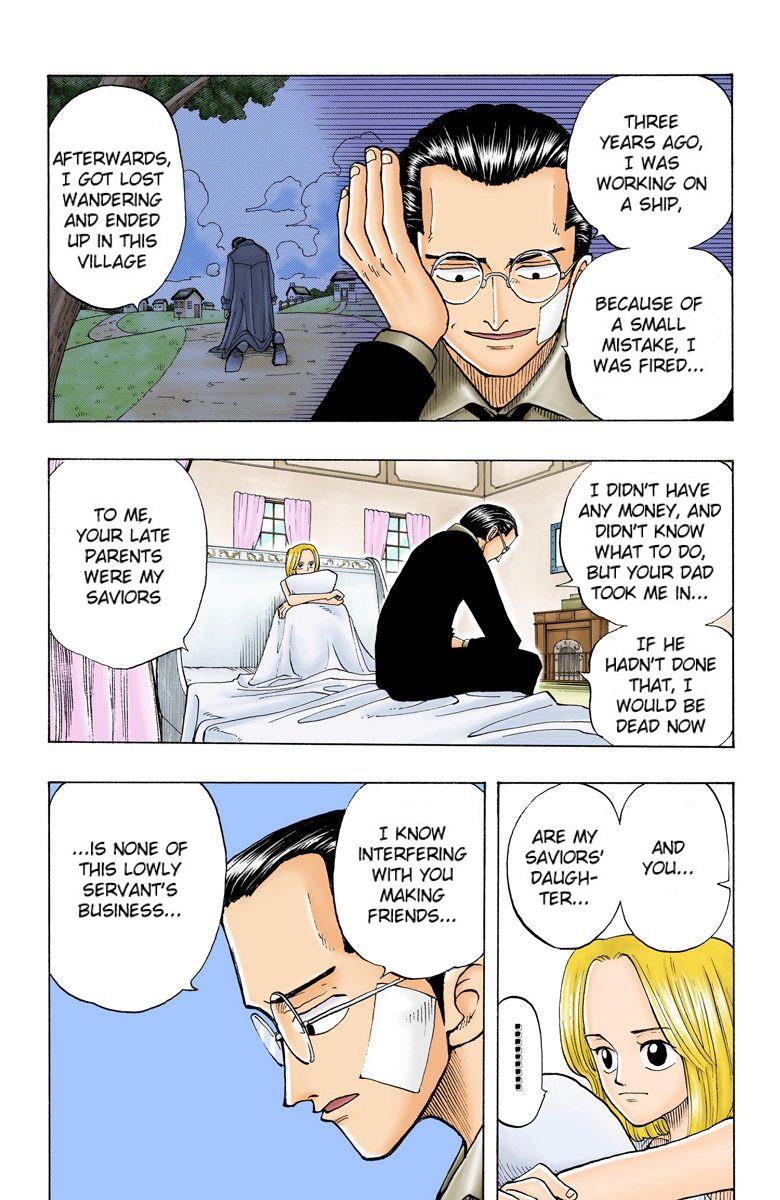 THREE
YEARS AGO,
I WAS
WORKING ON
A SHIP,
BECAUSE OF
A SMALL
MISTAKE, I
WAS FIRED...
AFTERWARDS,
I GOT LOST
WANDERING
AND ENDED
UP IN THIS
VILLAGE
I DIDN'T HAVE
ANY MONEY, AND
DIDN'T KNOW
WHAT TO DO,
BUT YOUR DAD
TOOK ME IN...
IF HE
HADN'T DONE
THAT, I
WOULD BE
DEAD NOW
TO ME,
YOUR LATE
PARENTS
WERE MY
SAVIORS
AND
YOU...
ARE MY
SAVIORS'
DAUGH-
TER...
............
I KNOW
INTERFERING
WITH YOU
MAKING
FRIENDS...
...IS NONE OF
THIS LOWLY
SERVANT'S
BUSINESS...